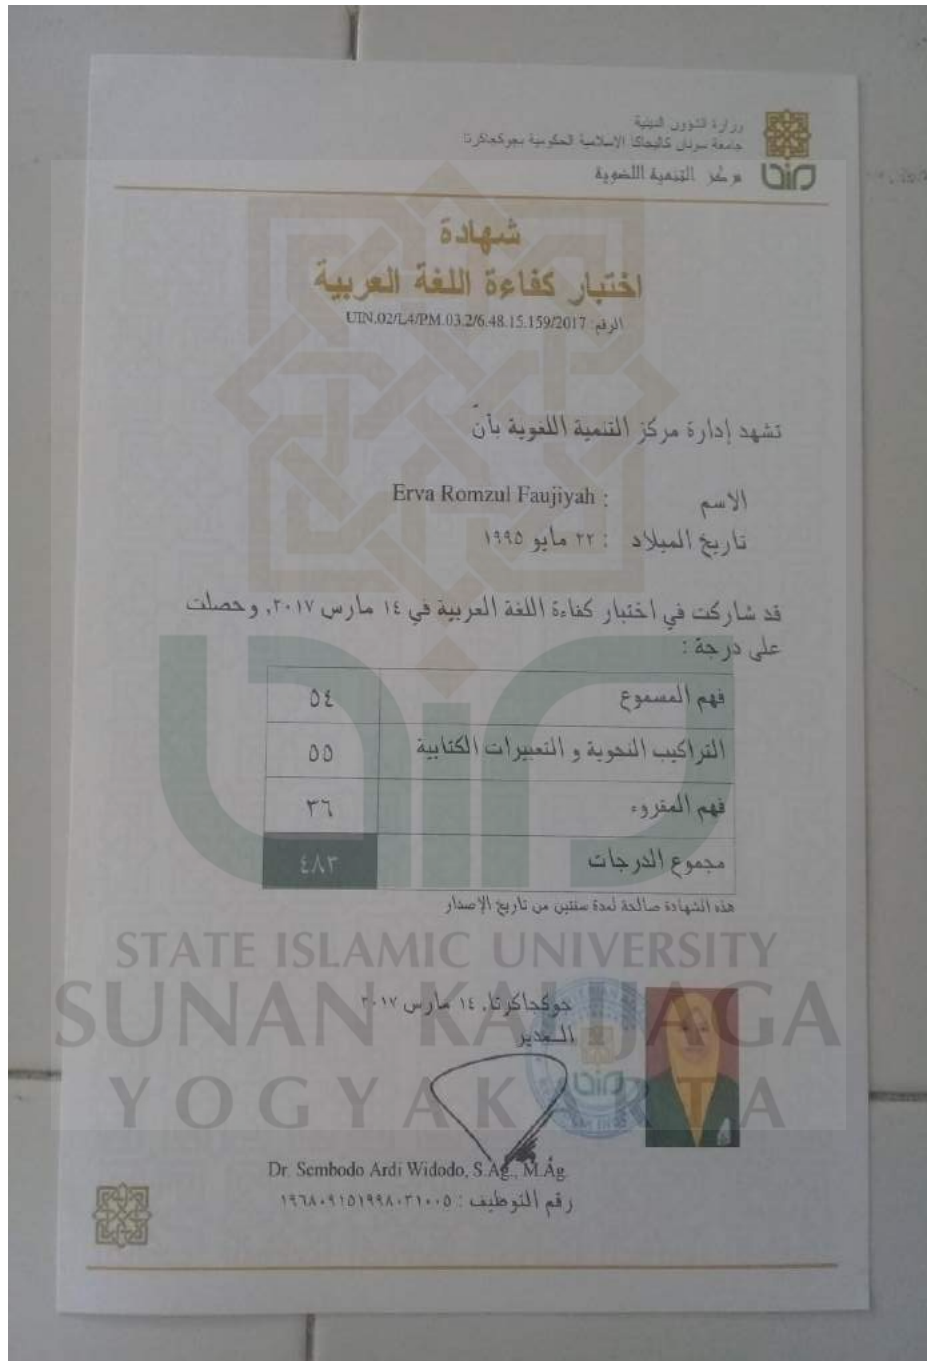 وزارة الشؤون الدينية
جامعة سونان كاليجاكا الإسلامية الحكومية بجوكجاكرتا
مركز التنمية اللغوية
شهادة
اختبار كفاءة اللغة العربية
الرقم: UIN.02/L4/PM.03.2/6.48.15.159/2017
تشهد إدارة مركز التنمية اللغوية بأنّ
الاسم : Erva Romzul Faujiyah
تاريخ الميلاد : ٢٢ مايو ١٩٩٥
قد شاركت في اختبار كفاءة اللغة العربية في ١٤ مارس ٢٠١٧, وحصلت
على درجة :
فهم المسموع ٥٤
التراكيب النحوية و التعبيرات الكتابية ٥٥
فهم المقروء ٣٦
مجموع الدرجات ٤٨٣
هذه الشهادة صالحة لمدة سنتين من تاريخ الإصدار
STATE ISLAMIC UNIVERSITY
SUNAN KALIJAGA
YOGYAKARTA
جوكجاكرتا, ١٤ مارس ٢٠١٧
المدير
Dr. Sembodo Ardi Widodo, S.Ag., M.Ag.
رقم التوظيف : ١٩٦٨٠٩١٥١٩٩٨٠٣١٠٠٥